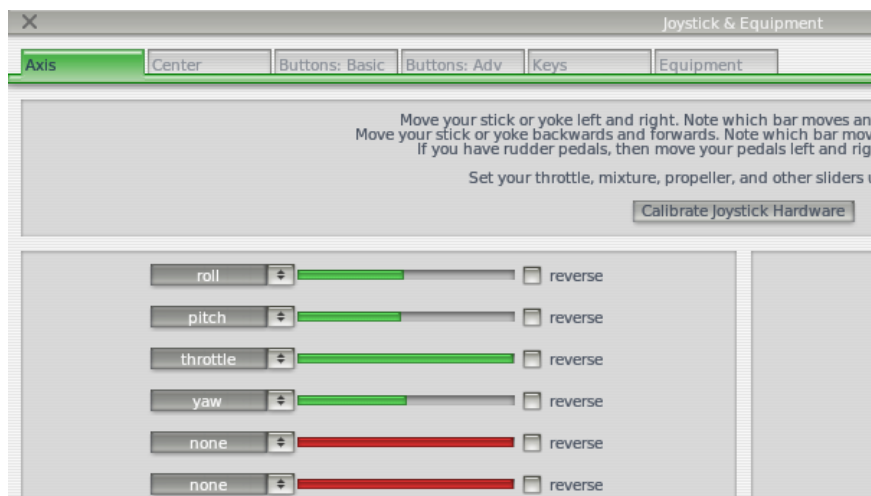 Joystick & Equipment
Axis Center Buttons: Basic Buttons: Adv Keys Equipment
Move your stick or yoke left and right. Note which bar moves an
Move your stick or yoke backwards and forwards. Note which bar mov
If you have rudder pedals, then move your pedals left and rig
Set your throttle, mixture, propeller, and other sliders u
Calibrate Joystick Hardware
roll reverse
pitch reverse
throttle reverse
yaw reverse
none reverse
none reverse